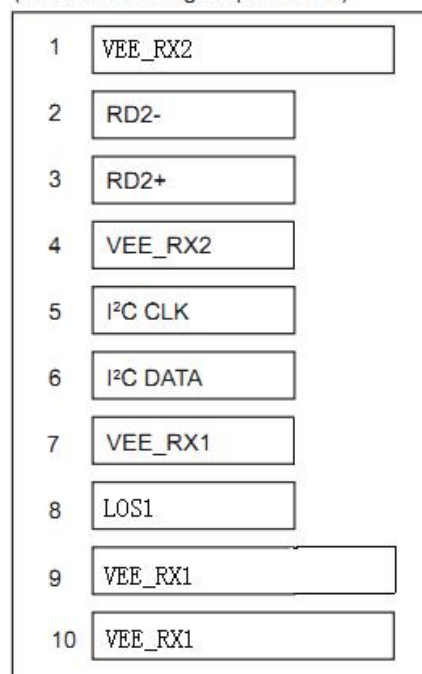 1 VEE_RX2
2 RD2-
3 RD2+
4 VEE_RX2
5 I²C CLK
6 I²C DATA
7 VEE_RX1
8 LOS1
9 VEE_RX1
10 VEE_RX1